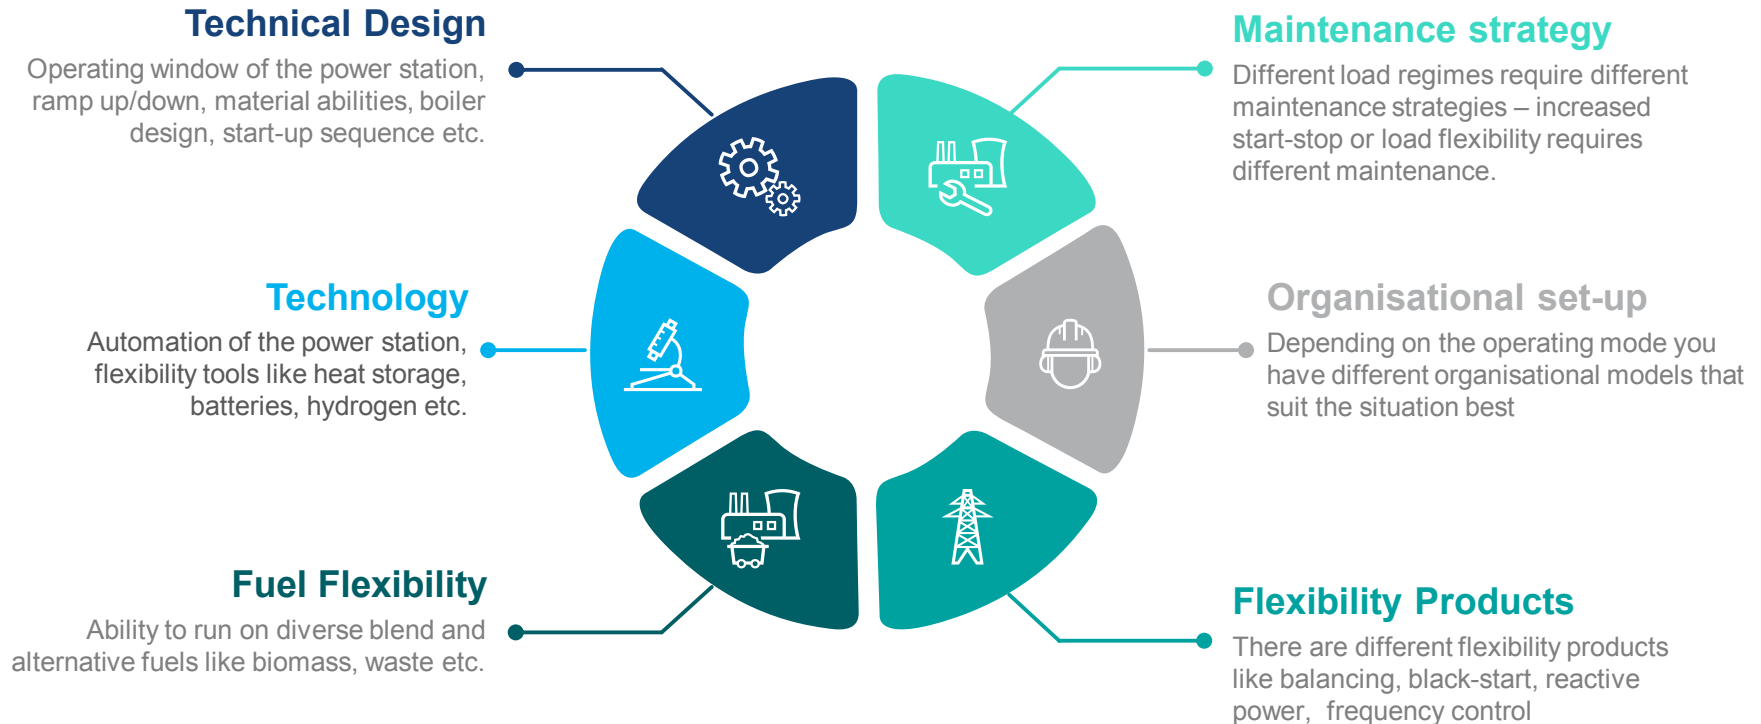 Technical Design
Operating window of the power station,
ramp up/down, material abilities, boiler
design, start-up sequence etc.
Technology
Automation of the power station,
flexibility tools like heat storage,
batteries, hydrogen etc.
Fuel Flexibility
Ability to run on diverse blend and
alternative fuels like biomass, waste etc.
Maintenance strategy
Different load regimes require different
maintenance strategies – increased
start-stop or load flexibility requires
different maintenance.
Organisational set-up
Depending on the operating mode you
have different organisational models that
suit the situation best
Flexibility Products
There are different flexibility products
like balancing, black-start, reactive
power, frequency control